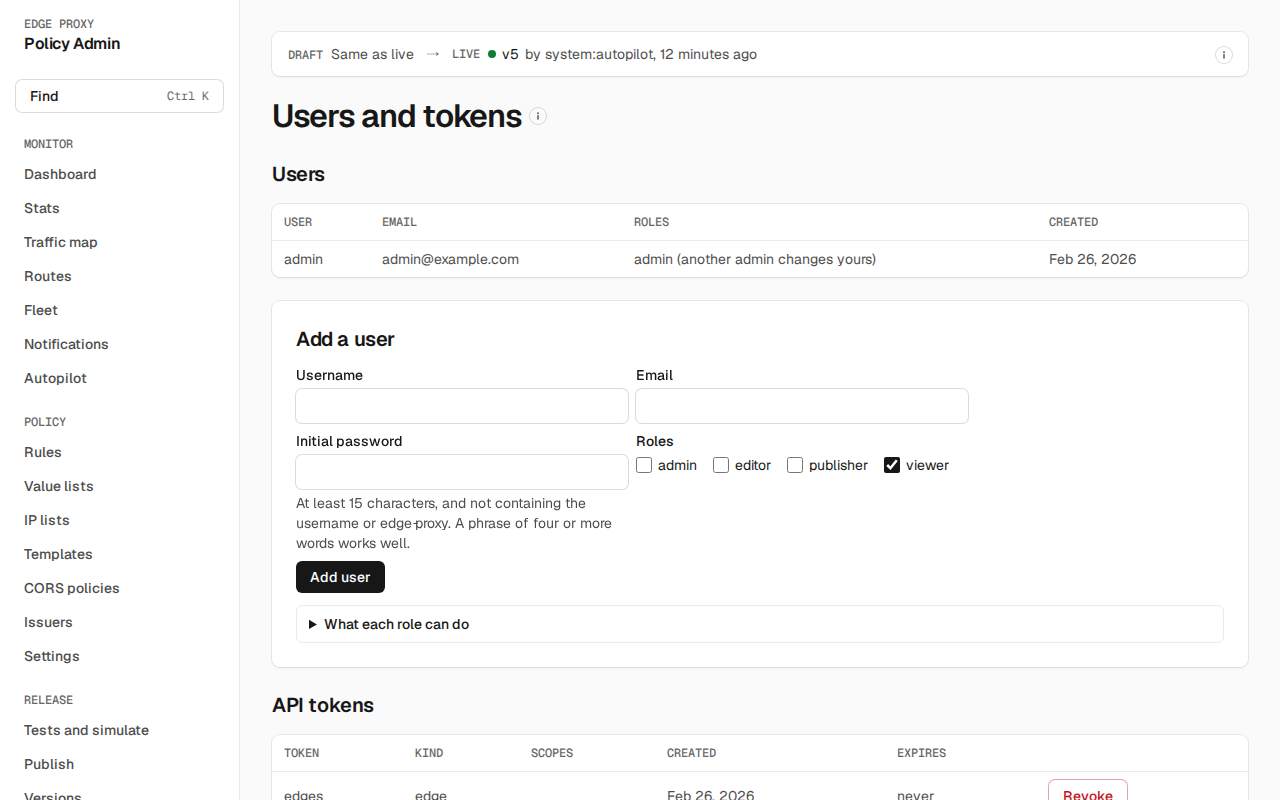 EDGE PROXY
Policy Admin
Find Ctrl K
MONITOR
Dashboard
Stats
Traffic map
Routes
Fleet
Notifications
Autopilot
POLICY
Rules
Value lists
IP lists
Templates
CORS policies
Issuers
Settings
RELEASE
Tests and simulate
Publish
Versions
DRAFT Same as live → LIVE v5 by system:autopilot, 12 minutes ago
Users and tokens
Users
USER EMAIL ROLES CREATED
admin admin@example.com admin (another admin changes yours) Feb 26, 2026
Add a user
Username Email
Initial password Roles
admin editor publisher viewer
At least 15 characters, and not containing the
username or edge-proxy. A phrase of four or more
words works well.
Add user
What each role can do
API tokens
TOKEN KIND SCOPES CREATED EXPIRES
edges edge Feb 26, 2026 never Revoke